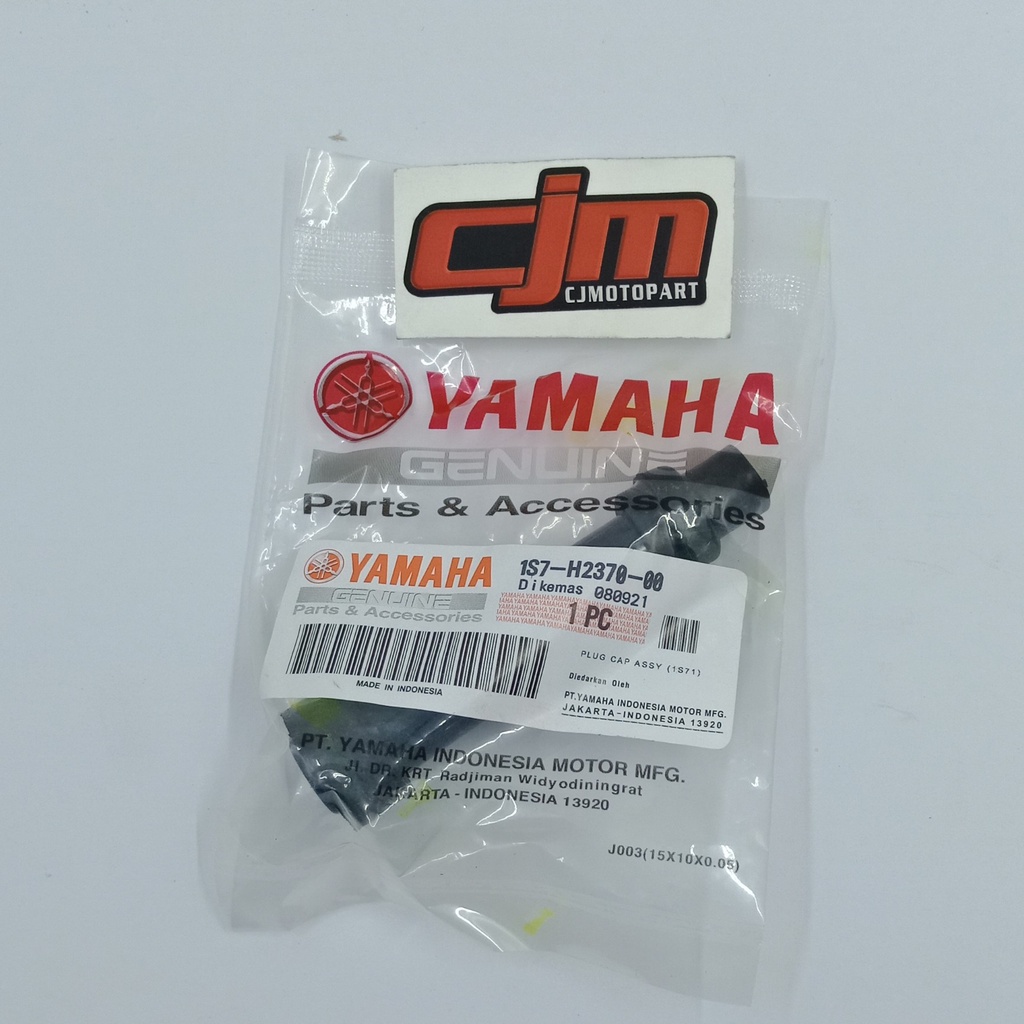 cjm
CJMOTOPART
YAMAHA
GENUINE
Parts & Accessories
YAMAHA
GENUINE
Parts & Accessories
MADE IN INDONESIA
1S7-H2370-00
Dikemas 080921
1 PC
PLUG CAP ASSY (1S71)
Diedarkan Oleh
PT.YAMAHA INDONESIA MOTOR MFG.
JAKARTA-INDONESIA 13920
PT. YAMAHA INDONESIA MOTOR MFG.
Jl. DR. KRT. Radjiman Widyodiningrat
JAKARTA - INDONESIA 13920
J003(15X10X0.05)